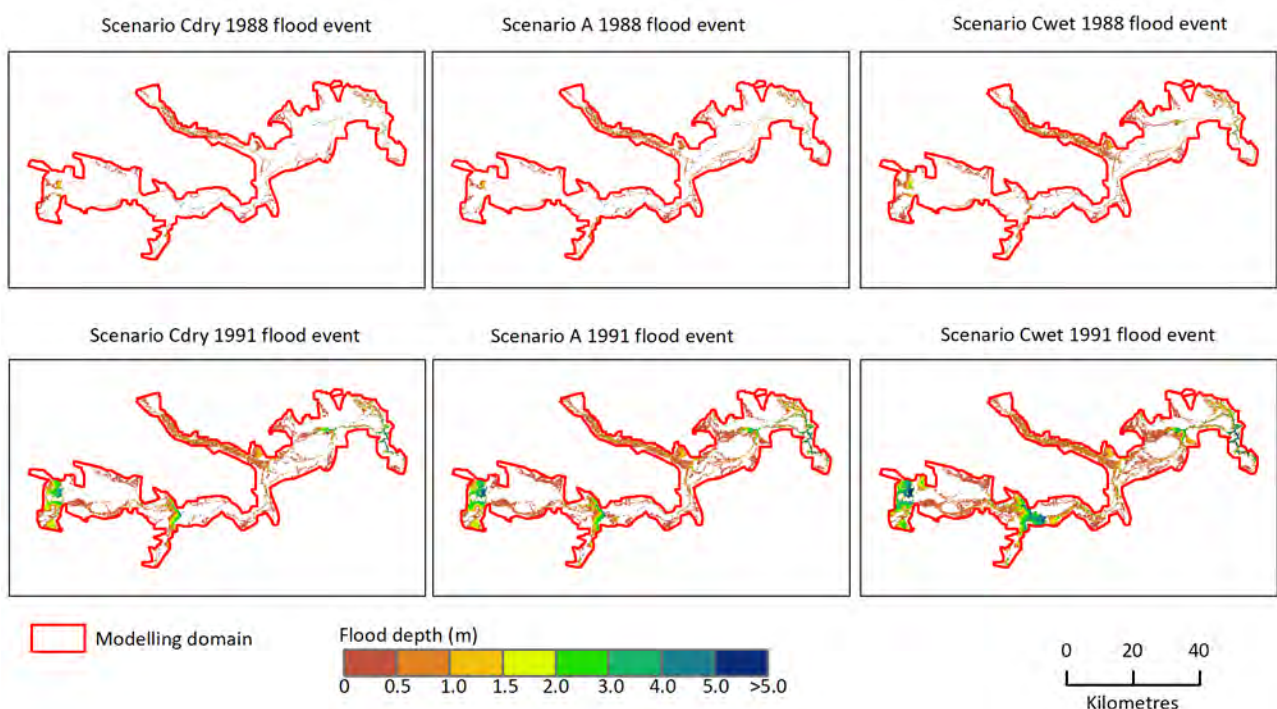 Scenario Cdry 1988 flood event
Scenario A 1988 flood event
Scenario Cwet 1988 flood event
Scenario Cdry 1991 flood event
Scenario A 1991 flood event
Scenario Cwet 1991 flood event
Modelling domain
Flood depth (m)
0 0.5 1.0 1.5 2.0 3.0 4.0 5.0 >5.0
0 20 40
Kilometres